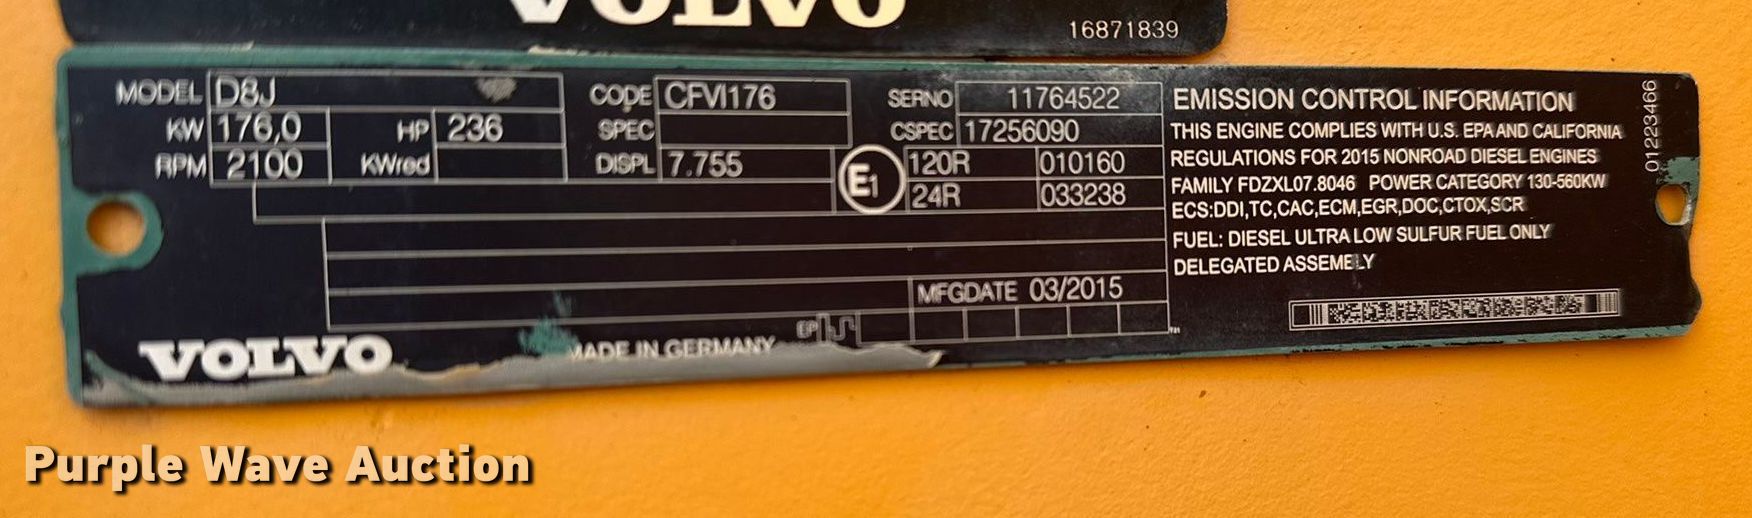 VOLVO
16871839
MODEL D8J CODE CFVI176 SERNO 11764522
KW 176,0 HP 236 SPEC CSPEC 17256090
RPM 2100 KWred DISPL 7.755 E1 120R 010160
24R 033238
MFGDATE 03/2015
EP
VOLVO
MADE IN GERMANY
EMISSION CONTROL INFORMATION
THIS ENGINE COMPLIES WITH U.S. EPA AND CALIFORNIA
REGULATIONS FOR 2015 NONROAD DIESEL ENGINES
FAMILY FDZXL07.8046 POWER CATEGORY 130-560KW
ECS:DDI,TC,CAC,ECM,EGR,DOC,CTOX,SCR
FUEL: DIESEL ULTRA LOW SULFUR FUEL ONLY
DELEGATED ASSEMBLY
01223466
Purple Wave Auction